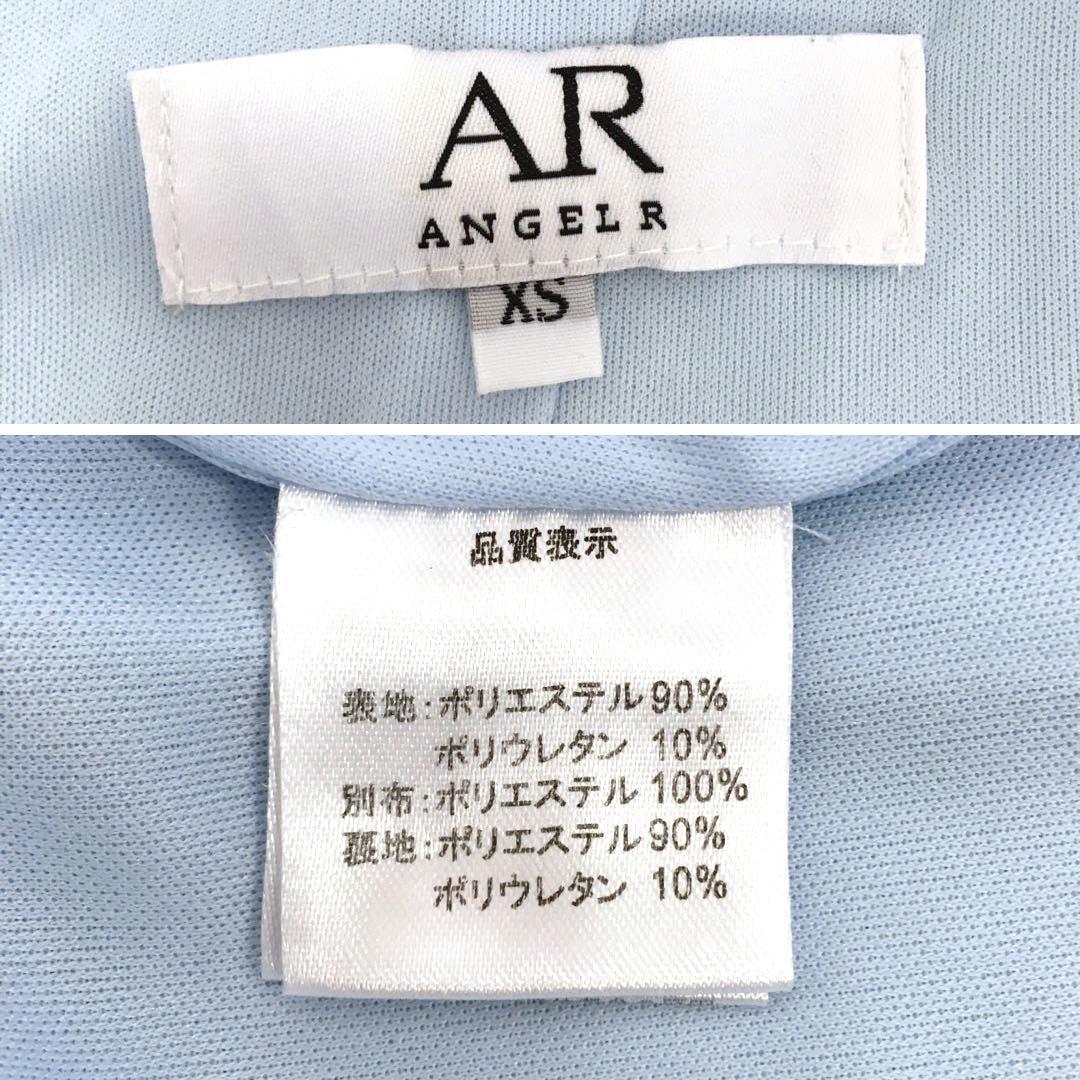 AR
ANGEL R
XS
品質表示
表地:ポリエステル 90%
ポリウレタン 10%
別布:ポリエステル 100%
裏地:ポリエステル 90%
ポリウレタン 10%